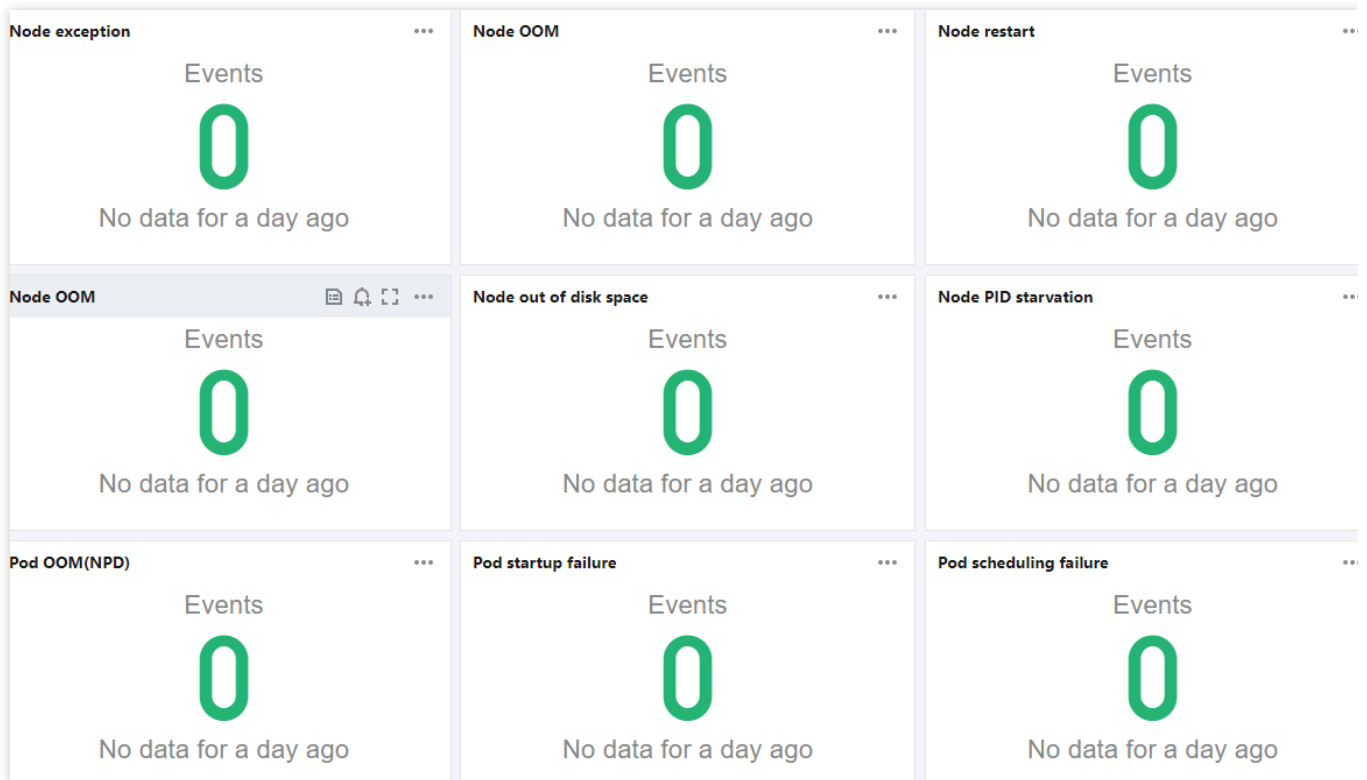 Node exception
Events
0
No data for a day ago
Node OOM
Events
0
No data for a day ago
Node restart
Events
0
No data for a day ago
Node OOM
Events
0
No data for a day ago
Node out of disk space
Events
0
No data for a day ago
Node PID starvation
Events
0
No data for a day ago
Pod OOM(NPD)
Events
0
No data for a day ago
Pod startup failure
Events
0
No data for a day ago
Pod scheduling failure
Events
0
No data for a day ago